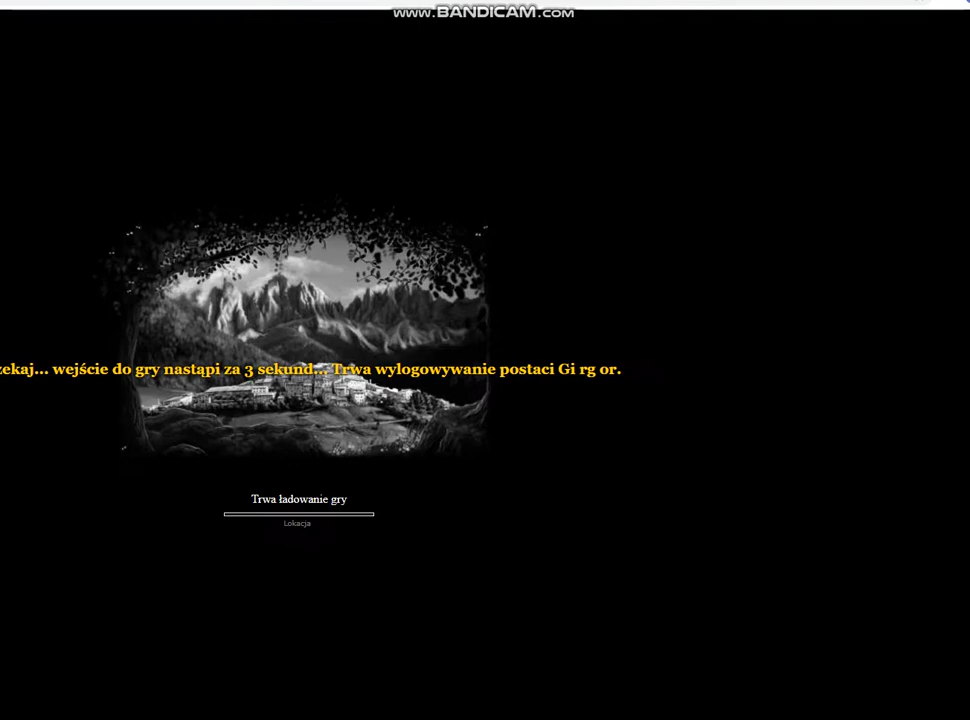 www.BANDICAM.com
zekaj... wejście do gry nastąpi za 3 sekund... Trwa wylogowywanie postaci Gi rg or.
Trwa ładowanie gry
Lokacja